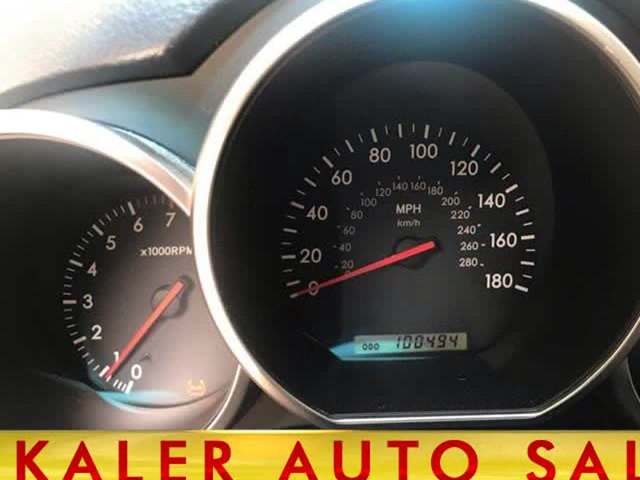 80 100 120
60 140
40 160
20 180
0
120 140 160 180
100 200
80 220
60 240
40 260
20 280
MPH
km/h
ODO 100494
0 1 2 3 4 5 6 7
x1000RPM
KALER AUTO SAL